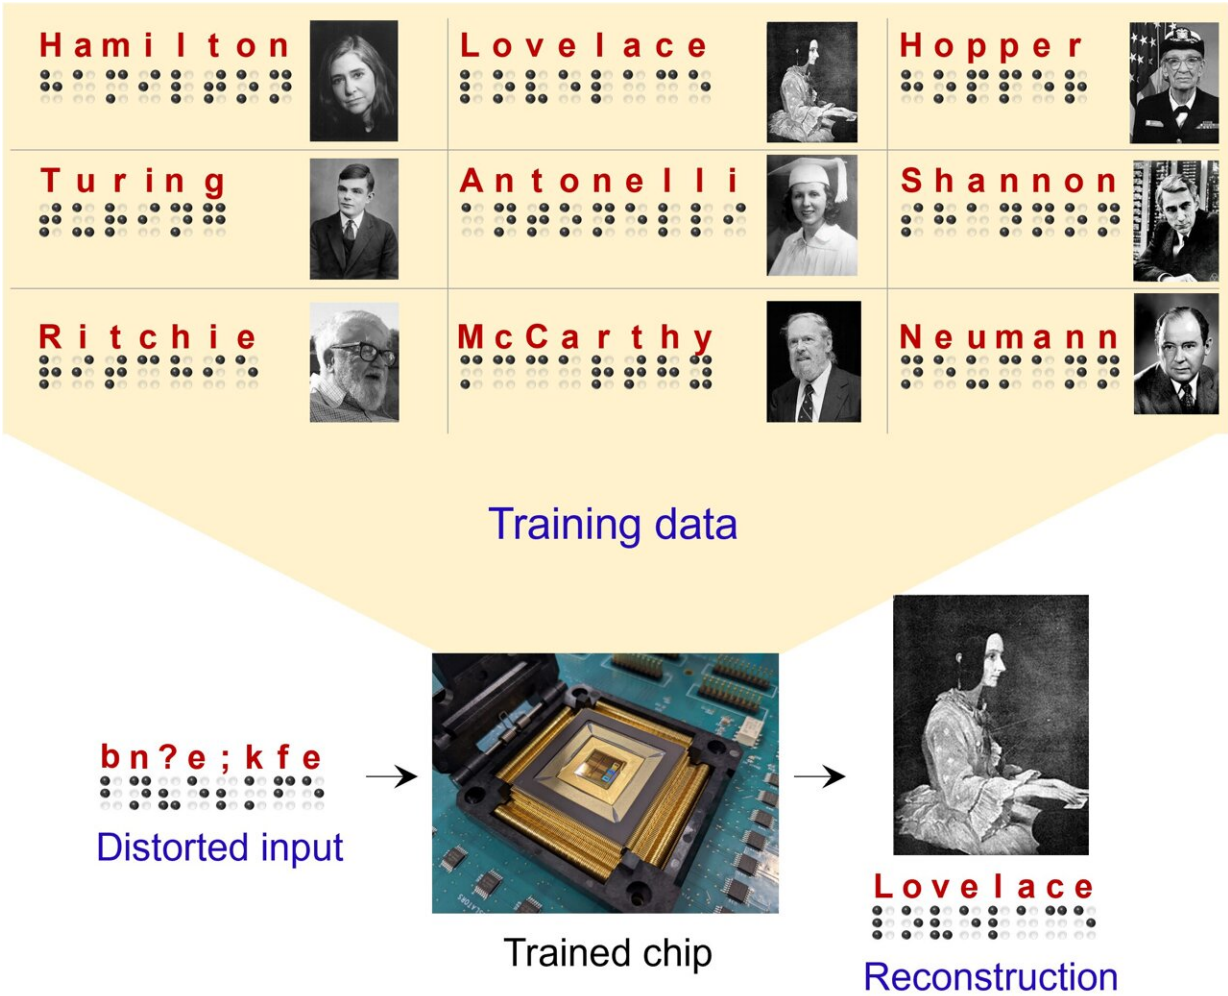 Hamilton
Lovelace
Hopper
Turing
Antonelli
Shannon
Ritchie
McCarthy
Neumann
Training data
bn?e;kfe
Distorted input
Trained chip
Lovelace
Reconstruction